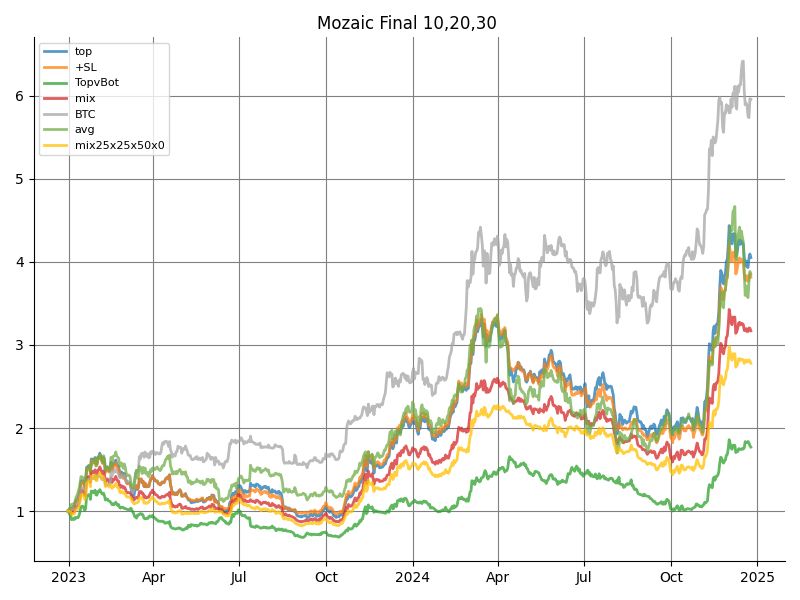 Mozaic Final 10,20,30
top
+SL
TopvBot
mix
BTC
avg
mix25x25x50x0
6
5
4
3
2
1
2023 Apr Jul Oct 2024 Apr Jul Oct 2025